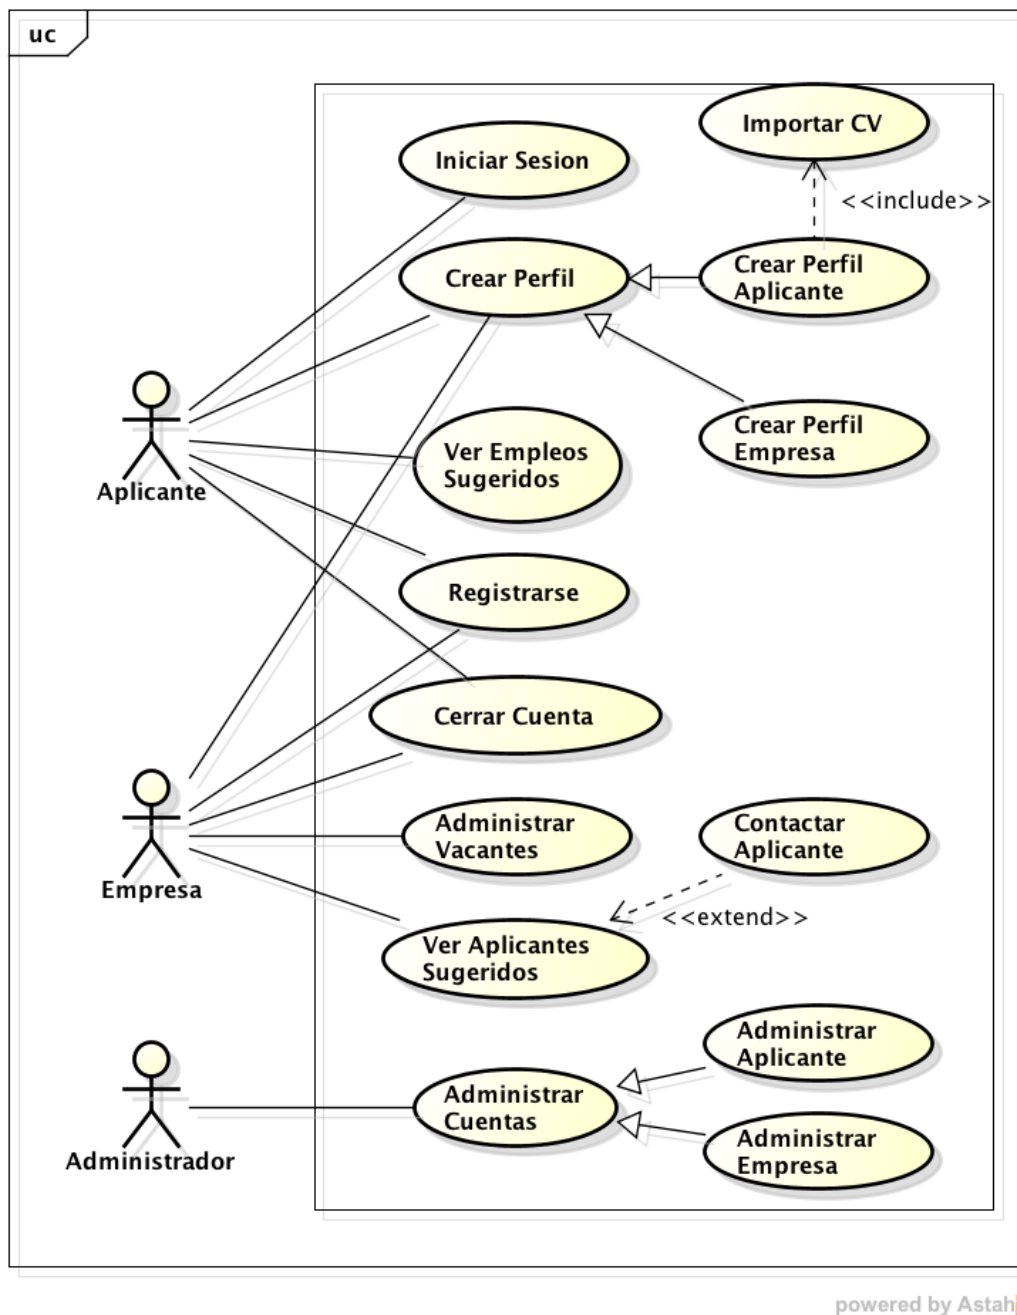 uc
Importar CV
Iniciar Sesion
<<include>>
Crear Perfil
Crear Perfil
Aplicante
Crear Perfil
Empresa
Ver Empleos
Sugeridos
Aplicante
Registrarse
Cerrar Cuenta
Administrar
Vacantes
Contactar
Aplicante
Empresa
<<extend>>
Ver Aplicantes
Sugeridos
Administrar
Aplicante
Administrar
Cuentas
Administrar
Empresa
Administrador
powered by Astah